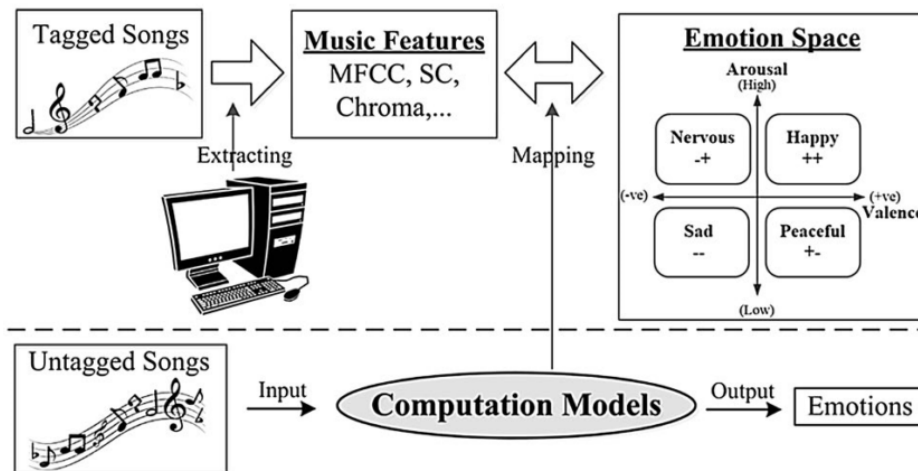 Tagged Songs
Music Features
MFCC, SC,
Chroma,...
Extracting
Mapping
Emotion Space
Arousal
(High)
Nervous
-+
Happy
++
(-ve)
(+ve)
Valence
Sad
--
Peaceful
+-
(Low)
Untagged Songs
Input
Computation Models
Output
Emotions